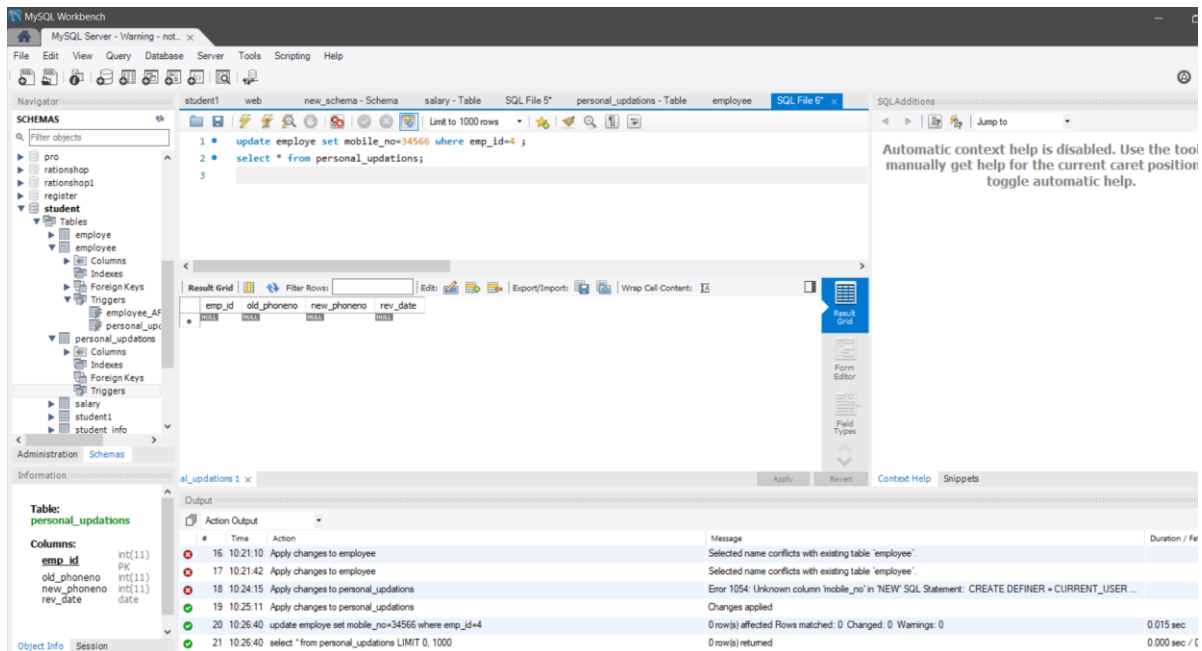 MySQL Workbench
MySQL Server - Warning - not...
File Edit View Query Database Server Tools Scripting Help
Navigator
SCHEMAS
Filter objects
pro
rationshop
rationshop1
register
student
Tables
employe
employee
Columns
Indexes
Foreign Keys
Triggers
employee_AF
personal_upc
personal_updations
Columns
Indexes
Foreign Keys
Triggers
salary
student1
student_info
Administration Schemas
Information
Table:
personal_updations
Columns:
emp_id int(11)
PK
old_phoneno int(11)
new_phoneno int(11)
rev_date date
Object Info Session
student1 web new_schema - Schema salary - Table SQL File 5* personal_updations - Table employee SQL File 6*
Limit to 1000 rows
1 update employe set mobile_no=34566 where emp_id=4 ;
2 select * from personal_updations;
3
Result Grid Filter Rows: Edit: Export/Import: Wrap Cell Content:
emp_id old_phoneno new_phoneno rev_date
NULL NULL NULL NULL
Result
Grid
Form
Editor
Field
Types
al_updations 1
Apply Revert
SQLAdditions
Jump to
Automatic context help is disabled. Use the tool
manually get help for the current caret position
toggle automatic help.
Context Help Snippets
Output
Action Output
# Time Action Message Duration / Fe
16 10:21:10 Apply changes to employee Selected name conflicts with existing table `employee`.
17 10:21:42 Apply changes to employee Selected name conflicts with existing table `employee`.
18 10:24:15 Apply changes to personal_updations Error 1054: Unknown column 'mobile_no' in 'NEW' SQL Statement: CREATE DEFINER = CURRENT_USER ...
19 10:25:11 Apply changes to personal_updations Changes applied
20 10:26:40 update employe set mobile_no=34566 where emp_id=4 0 row(s) affected Rows matched: 0 Changed: 0 Warnings: 0 0.015 sec
21 10:26:40 select * from personal_updations LIMIT 0, 1000 0 row(s) returned 0.000 sec / 0